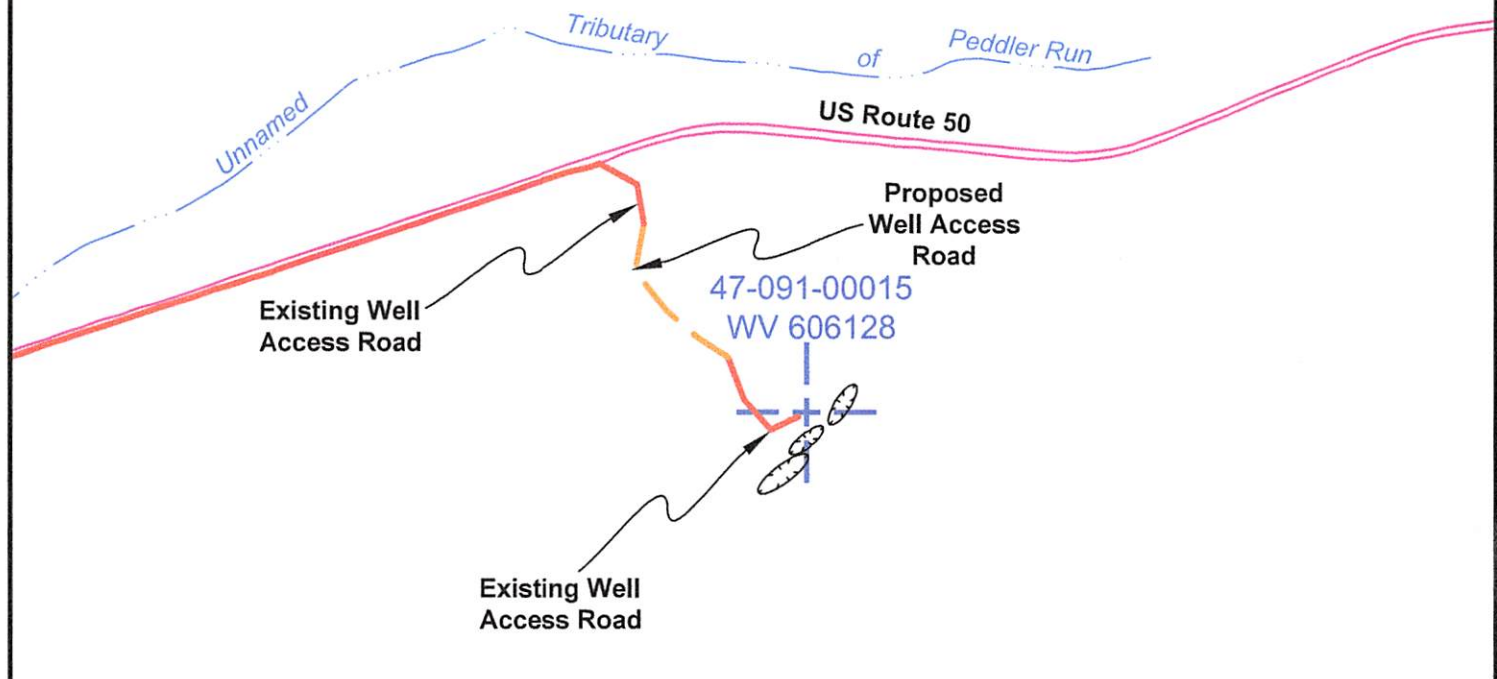 Unnamed Tributary of Peddler Run
US Route 50
Proposed
Well Access
Road
47-091-00015
WV 606128
Existing Well
Access Road
Existing Well
Access Road